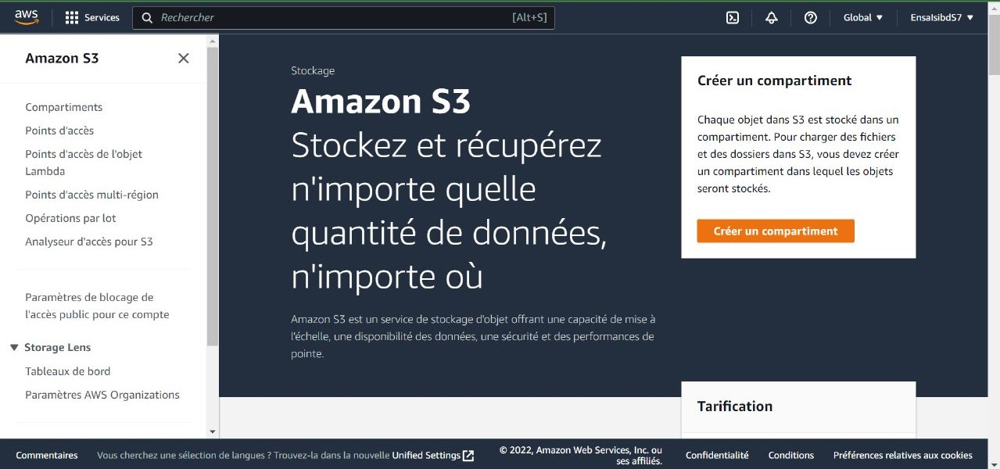 aws
Services
Rechercher
[Alt+S]
Global
EnsaIsibdS7
Amazon S3
Compartiments
Points d'accès
Points d'accès de l'objet
Lambda
Points d'accès multi-région
Opérations par lot
Analyseur d'accès pour S3
Paramètres de blocage de
l'accès public pour ce compte
Storage Lens
Tableaux de bord
Paramètres AWS Organizations
Stockage
Amazon S3
Stockez et récupérez
n'importe quelle
quantité de données,
n'importe où
Amazon S3 est un service de stockage d'objet offrant une capacité de mise à
l'échelle, une disponibilité des données, une sécurité et des performances de
pointe.
Créer un compartiment
Chaque objet dans S3 est stocké dans un
compartiment. Pour charger des fichiers
et des dossiers dans S3, vous devez créer
un compartiment dans lequel les objets
seront stockés.
Créer un compartiment
Tarification
Commentaires
Vous cherchez une sélection de langues ? Trouvez-la dans la nouvelle Unified Settings
© 2022, Amazon Web Services, Inc. ou
ses affiliés.
Confidentialité
Conditions
Préférences relatives aux cookies